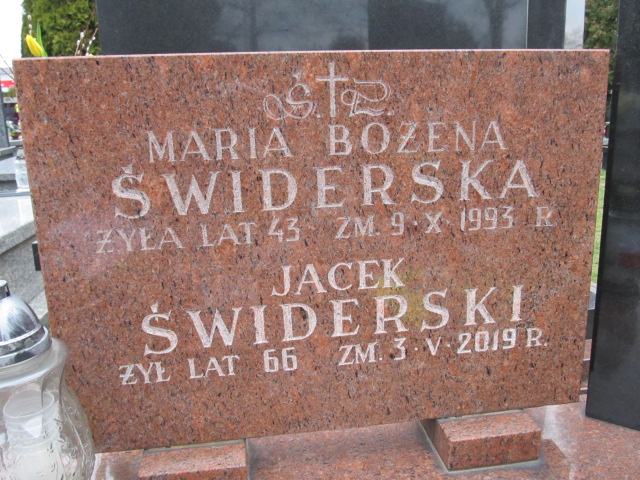 Ś. P.
MARIA BOŻENA
ŚWIDERSKA
ŻYŁA LAT 43 ZM. 9·X 1993 R
JACEK
ŚWIDERSKI
ŻYŁ LAT 66 ZM. 3·V·2019 R.